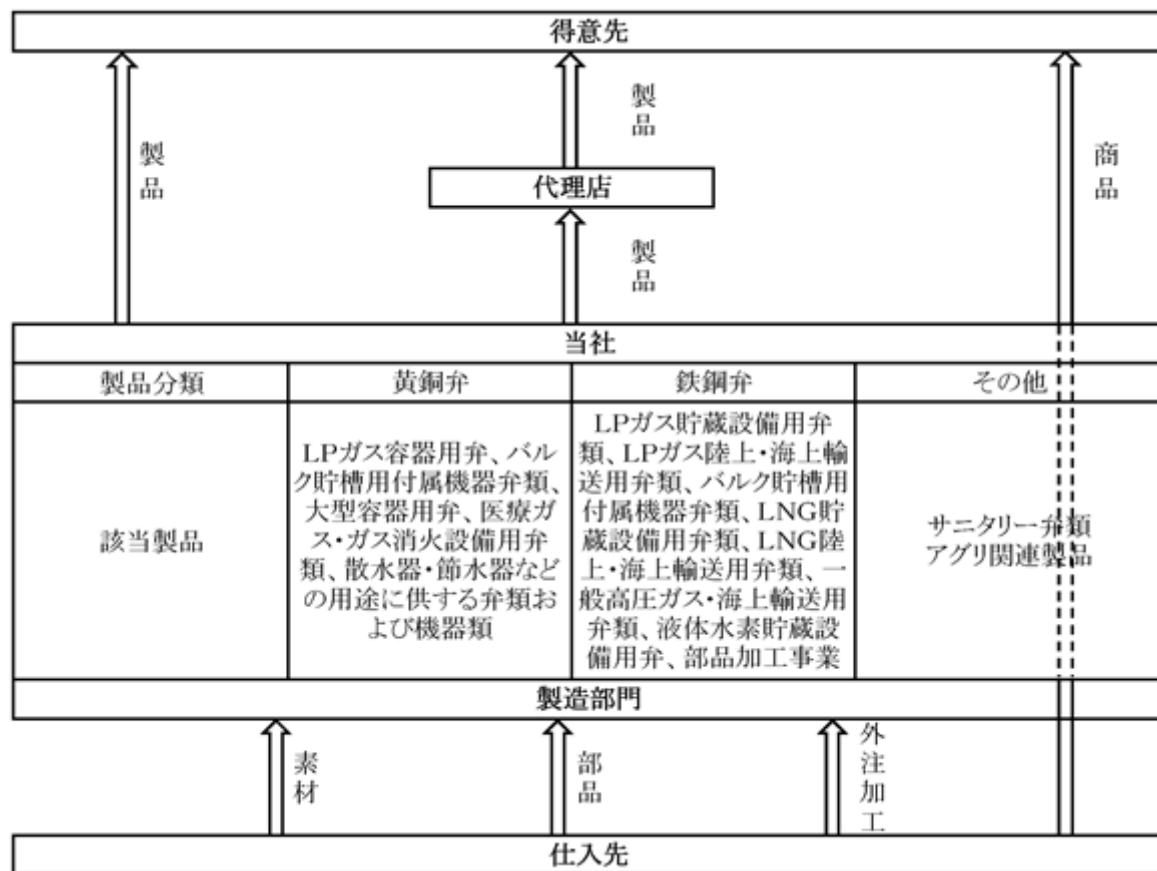 得意先
製品
製品
商品
代理店
製品
当社
製品分類
黄銅弁
鉄鋼弁
その他
該当製品
LPガス容器用弁、バル
ク貯槽用付属機器弁類、
大型容器用弁、医療ガ
ス・ガス消火設備用弁
類、散水器・節水器など
の用途に供する弁類お
よび機器類
LPガス貯蔵設備用弁
類、LPガス陸上・海上輸
送用弁類、バルク貯槽用
付属機器弁類、LNG貯
蔵設備用弁類、LNG陸
上・海上輸送用弁類、一
般高圧ガス・海上輸送用
弁類、液体水素貯蔵設
備用弁、部品加工事業
サニタリー弁類
アグリ関連製品
製造部門
素材
部品
外注加工
仕入先